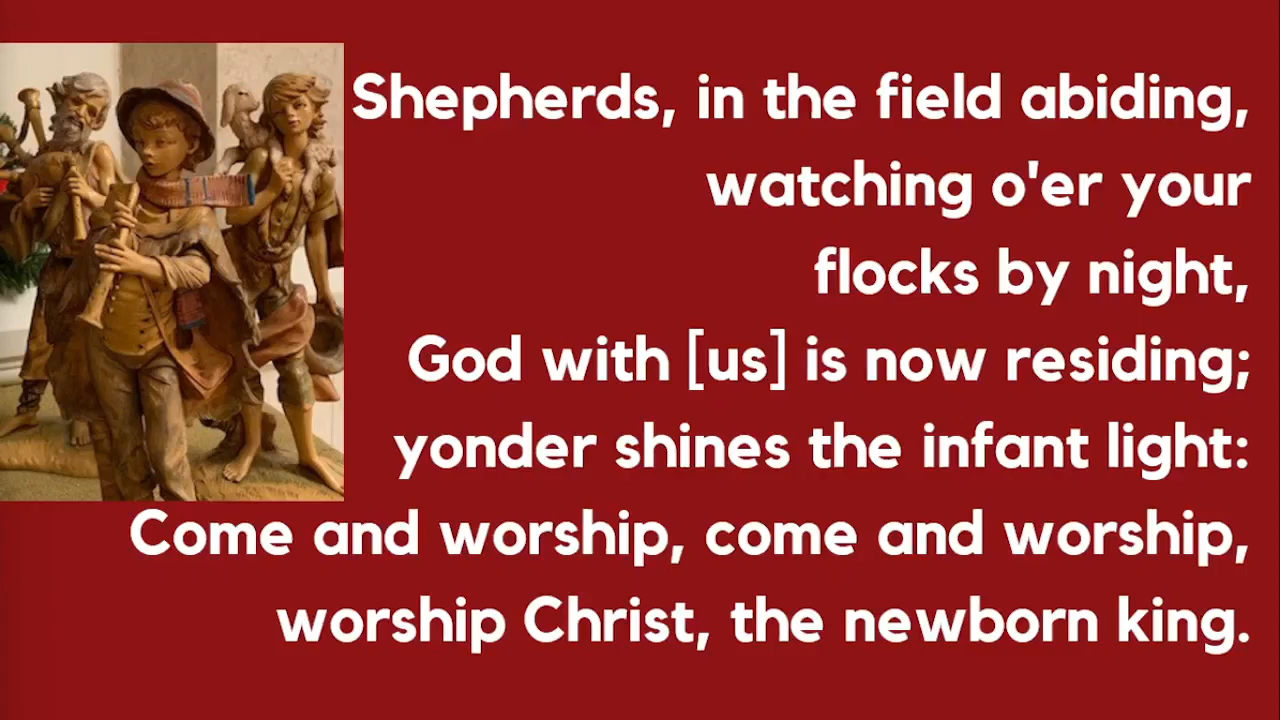 Shepherds, in the field abiding,
watching o'er your
flocks by night,
God with [us] is now residing;
yonder shines the infant light:
Come and worship, come and worship,
worship Christ, the newborn king.